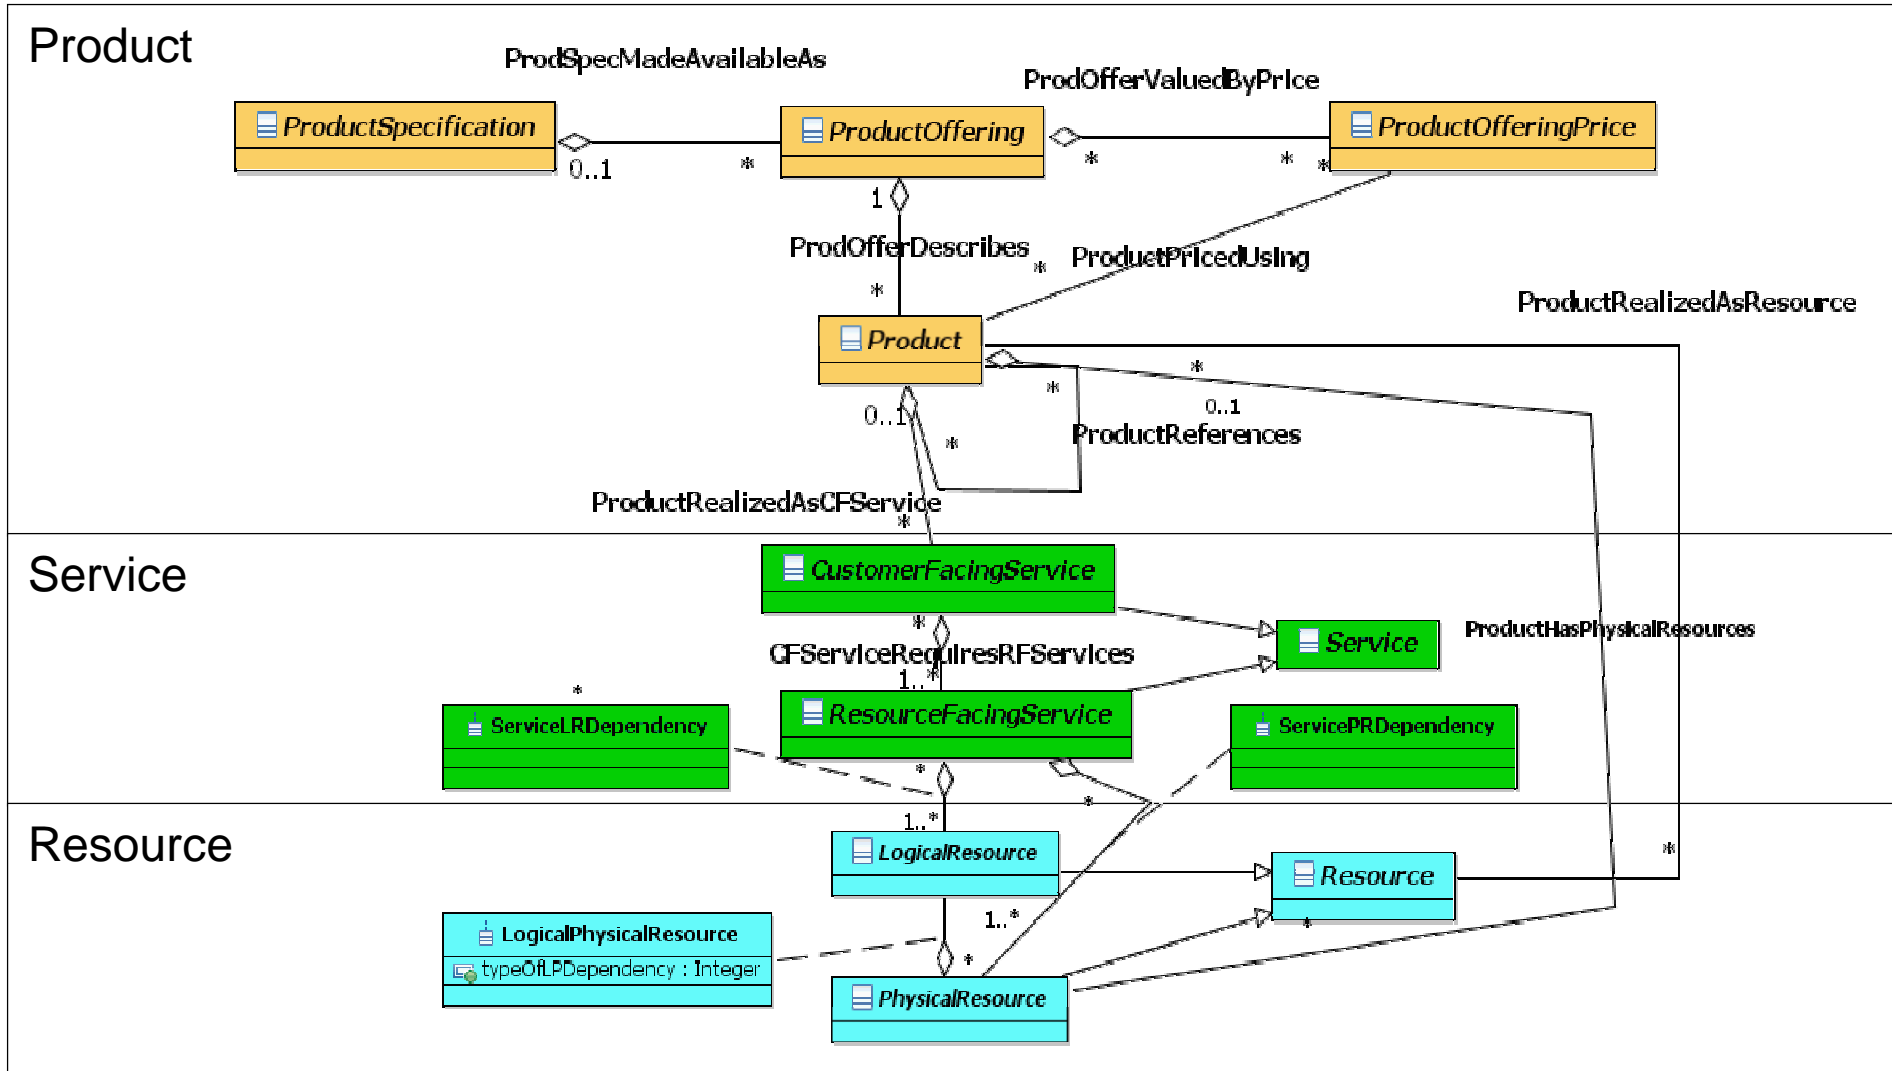 Product
ProdSpecMadeAvailableAs
ProdOfferValuedByPrice
ProductSpecification
ProductOffering
ProductOfferingPrice
0..1
*
*
*
*
1
ProdOfferDescribes
*
ProductPricedUsing
*
ProductRealizedAsResource
Product
*
*
0..1
0..1
*
ProductReferences
ProductRealizedAsCFService
*
Service
CustomerFacingService
*
Service
ProductHasPhysicalResources
CFServiceRequiresRFServices
1..*
*
ServiceLRDependency
ResourceFacingService
ServicePRDependency
*
*
1..*
Resource
LogicalResource
*
Resource
1..*
*
LogicalPhysicalResource
typeOfLPDependency : Integer
*
PhysicalResource